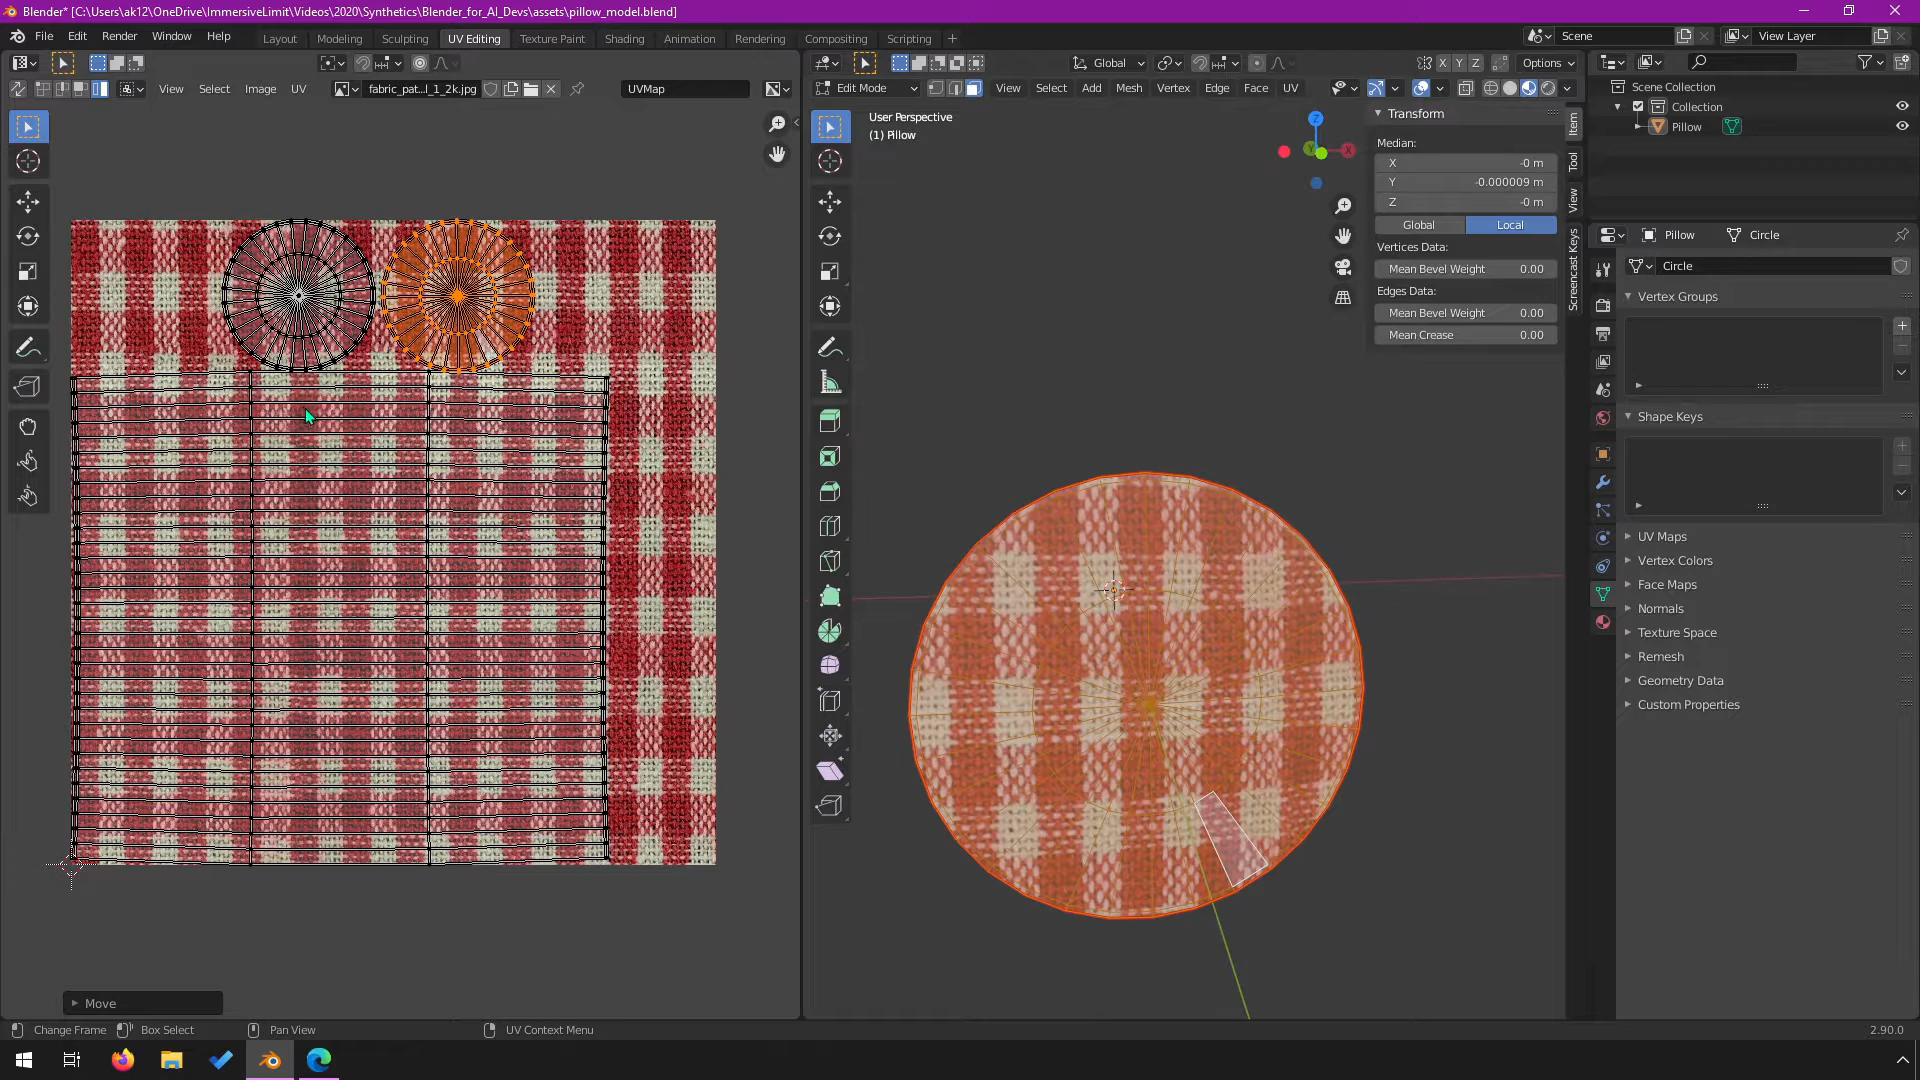 Blender* [C:\Users\ak12\OneDrive\ImmersiveLimit\Videos\2020\Synthetics\Blender_for_AI_Devs\assets\pillow_model.blend]
File Edit Render Window Help Layout Modeling Sculpting UV Editing Texture Paint Shading Animation Rendering Compositing Scripting + Scene View Layer
Global X Y Z Options
View Select Image UV fabric_pat...l_1_2k.jpg UVMap
Edit Mode View Select Add Mesh Vertex Edge Face UV
User Perspective
(1) Pillow
Z
Y
X
Transform
Median:
X -0 m
Y -0.000009 m
Z -0 m
Global Local
Vertices Data:
Mean Bevel Weight 0.00
Edges Data:
Mean Bevel Weight 0.00
Mean Crease 0.00
Item
Tool
View
Screencast Keys
Scene Collection
Collection
Pillow
Pillow Circle
Circle
Vertex Groups
Shape Keys
UV Maps
Vertex Colors
Face Maps
Normals
Texture Space
Remesh
Geometry Data
Custom Properties
Move
Change Frame Box Select Pan View UV Context Menu 2.90.0